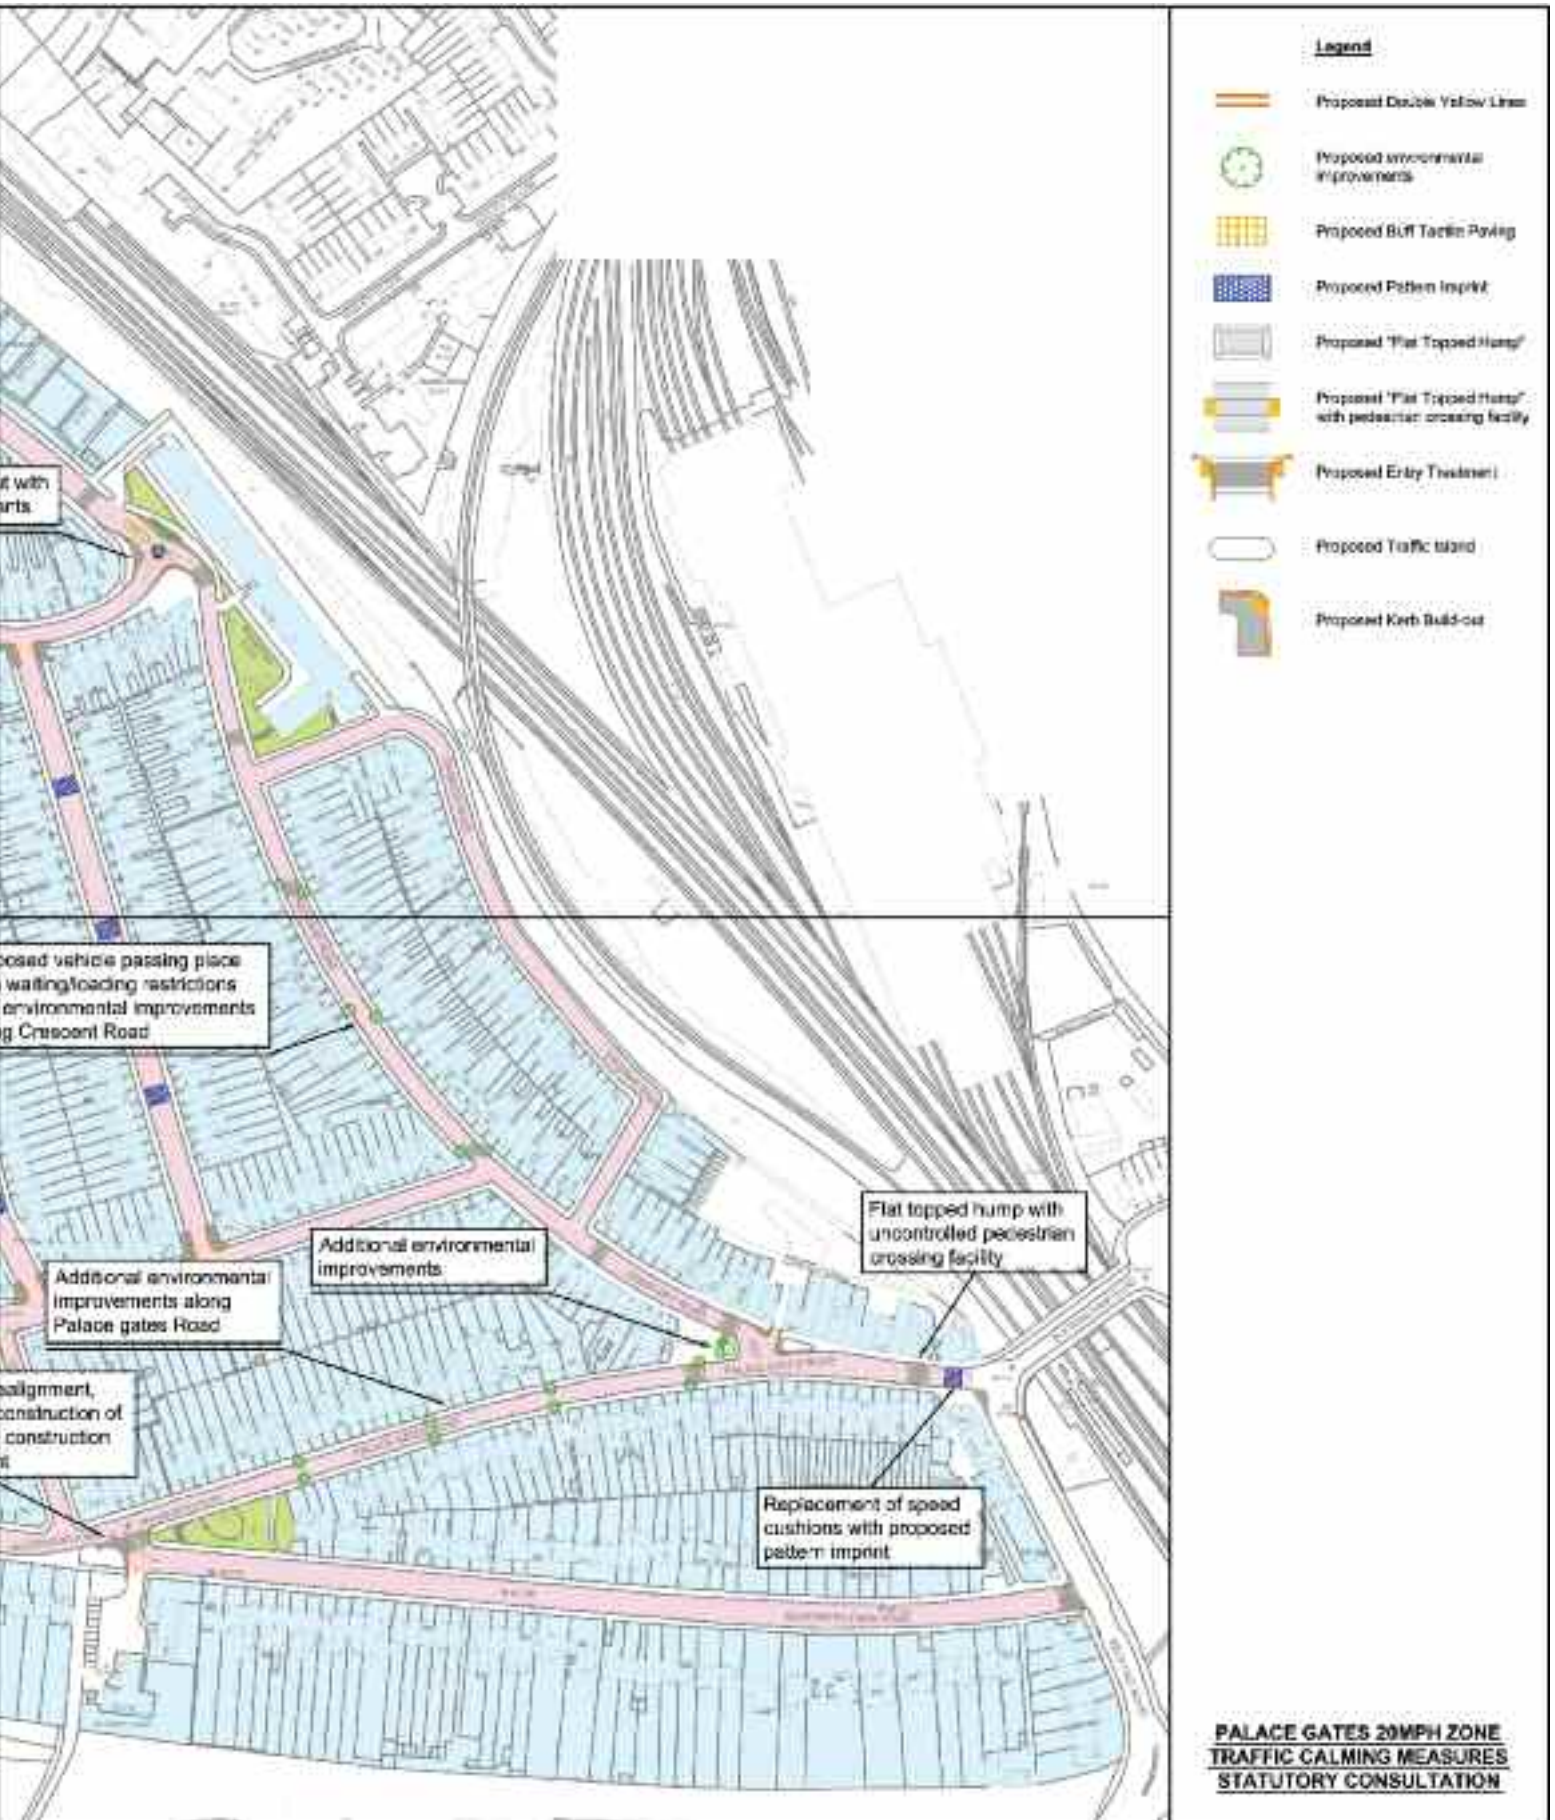 Legend
Proposed Double Yellow Lines
Proposed environmental
improvements
Proposed Buff Tactile Paving
Proposed Pattern Imprint
Proposed "Flat Topped Hump"
Proposed "Flat Topped Hump"
with pedestrian crossing facility
Proposed Entry Treatment
Proposed Traffic Island
Proposed Kerb Build-out
t with
nts
posed vehicle passing place
waiting/loading restrictions
environmental improvements
g Crescent Road
Flat topped hump with
uncontrolled pedestrian
crossing facility
Additional environmental
improvements
Additional environmental
improvements along
Palace gates Road
ealignment,
construction of
construction
Replacement of speed
cushions with proposed
pattern imprint
PALACE GATES 20MPH ZONE
TRAFFIC CALMING MEASURES
STATUTORY CONSULTATION